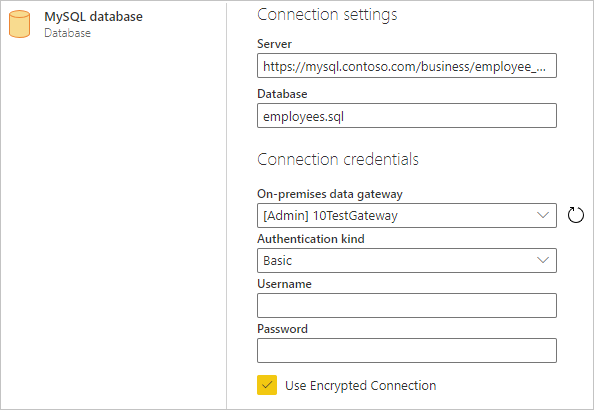 MySQL database
Database
Connection settings
Server
https://mysql.contoso.com/business/employee_...
Database
employees.sql
Connection credentials
On-premises data gateway
[Admin] 10TestGateway
Authentication kind
Basic
Username
Password
Use Encrypted Connection